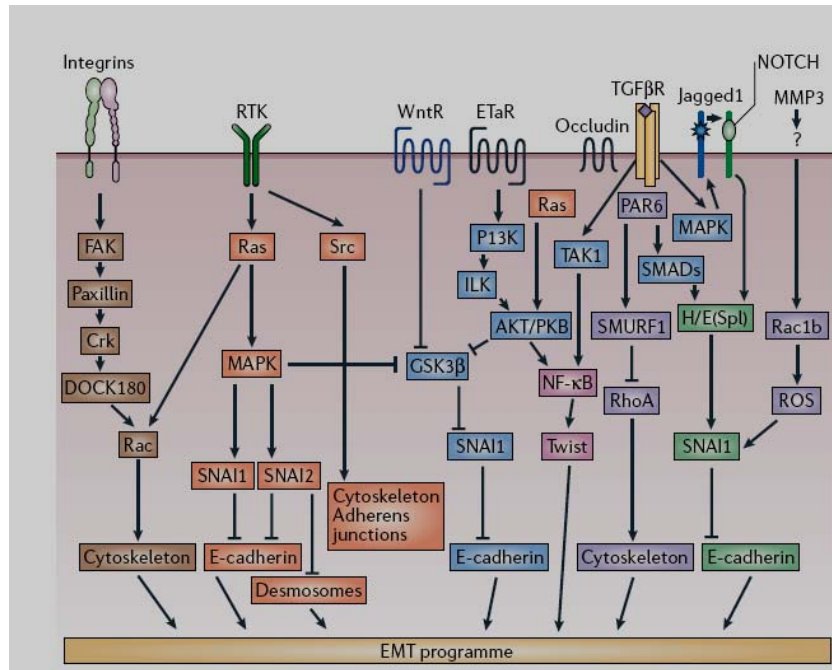 Integrins
RTK
WntR
ETaR
Occludin
TGFβR
Jagged1
NOTCH
MMP3
?
FAK
Paxillin
Crk
DOCK180
Rac
Cytoskeleton
Ras
Src
MAPK
SNAI1
SNAI2
E-cadherin
Desmosomes
Cytoskeleton
Adherens
junctions
P13K
ILK
Ras
AKT/PKB
GSK3β
SNAI1
E-cadherin
TAK1
NF-κB
Twist
PAR6
SMURF1
RhoA
Cytoskeleton
MAPK
SMADs
H/E(Spl)
SNAI1
E-cadherin
Rac1b
ROS
EMT programme